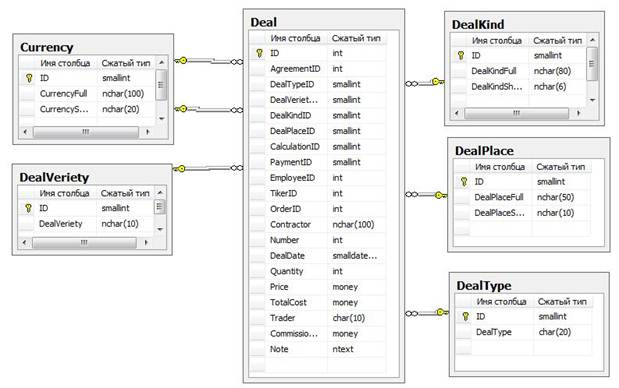 Currency
Имя столбца Сжатый тип
ID smallint
CurrencyFull nchar(100)
CurrencyS... nchar(20)
DealVeriety
Имя столбца Сжатый тип
ID smallint
DealVeriety nchar(10)
Deal
Имя столбца Сжатый тип
ID int
AgreementID int
DealTypeID smallint
DealVeriet... smallint
DealKindID smallint
DealPlaceID smallint
CalculationID smallint
PaymentID smallint
EmployeeID int
TikerID int
OrderID int
Contractor nchar(100)
Number int
DealDate smalldate...
Quantity int
Price money
TotalCost money
Trader char(10)
Commissio... money
Note ntext
DealKind
Имя столбца Сжатый тип
ID smallint
DealKindFull nchar(80)
DealKindSh... nchar(6)
DealPlace
Имя столбца Сжатый тип
ID smallint
DealPlaceFull nchar(50)
DealPlaceS... nchar(10)
DealType
Имя столбца Сжатый тип
ID smallint
DealType char(20)